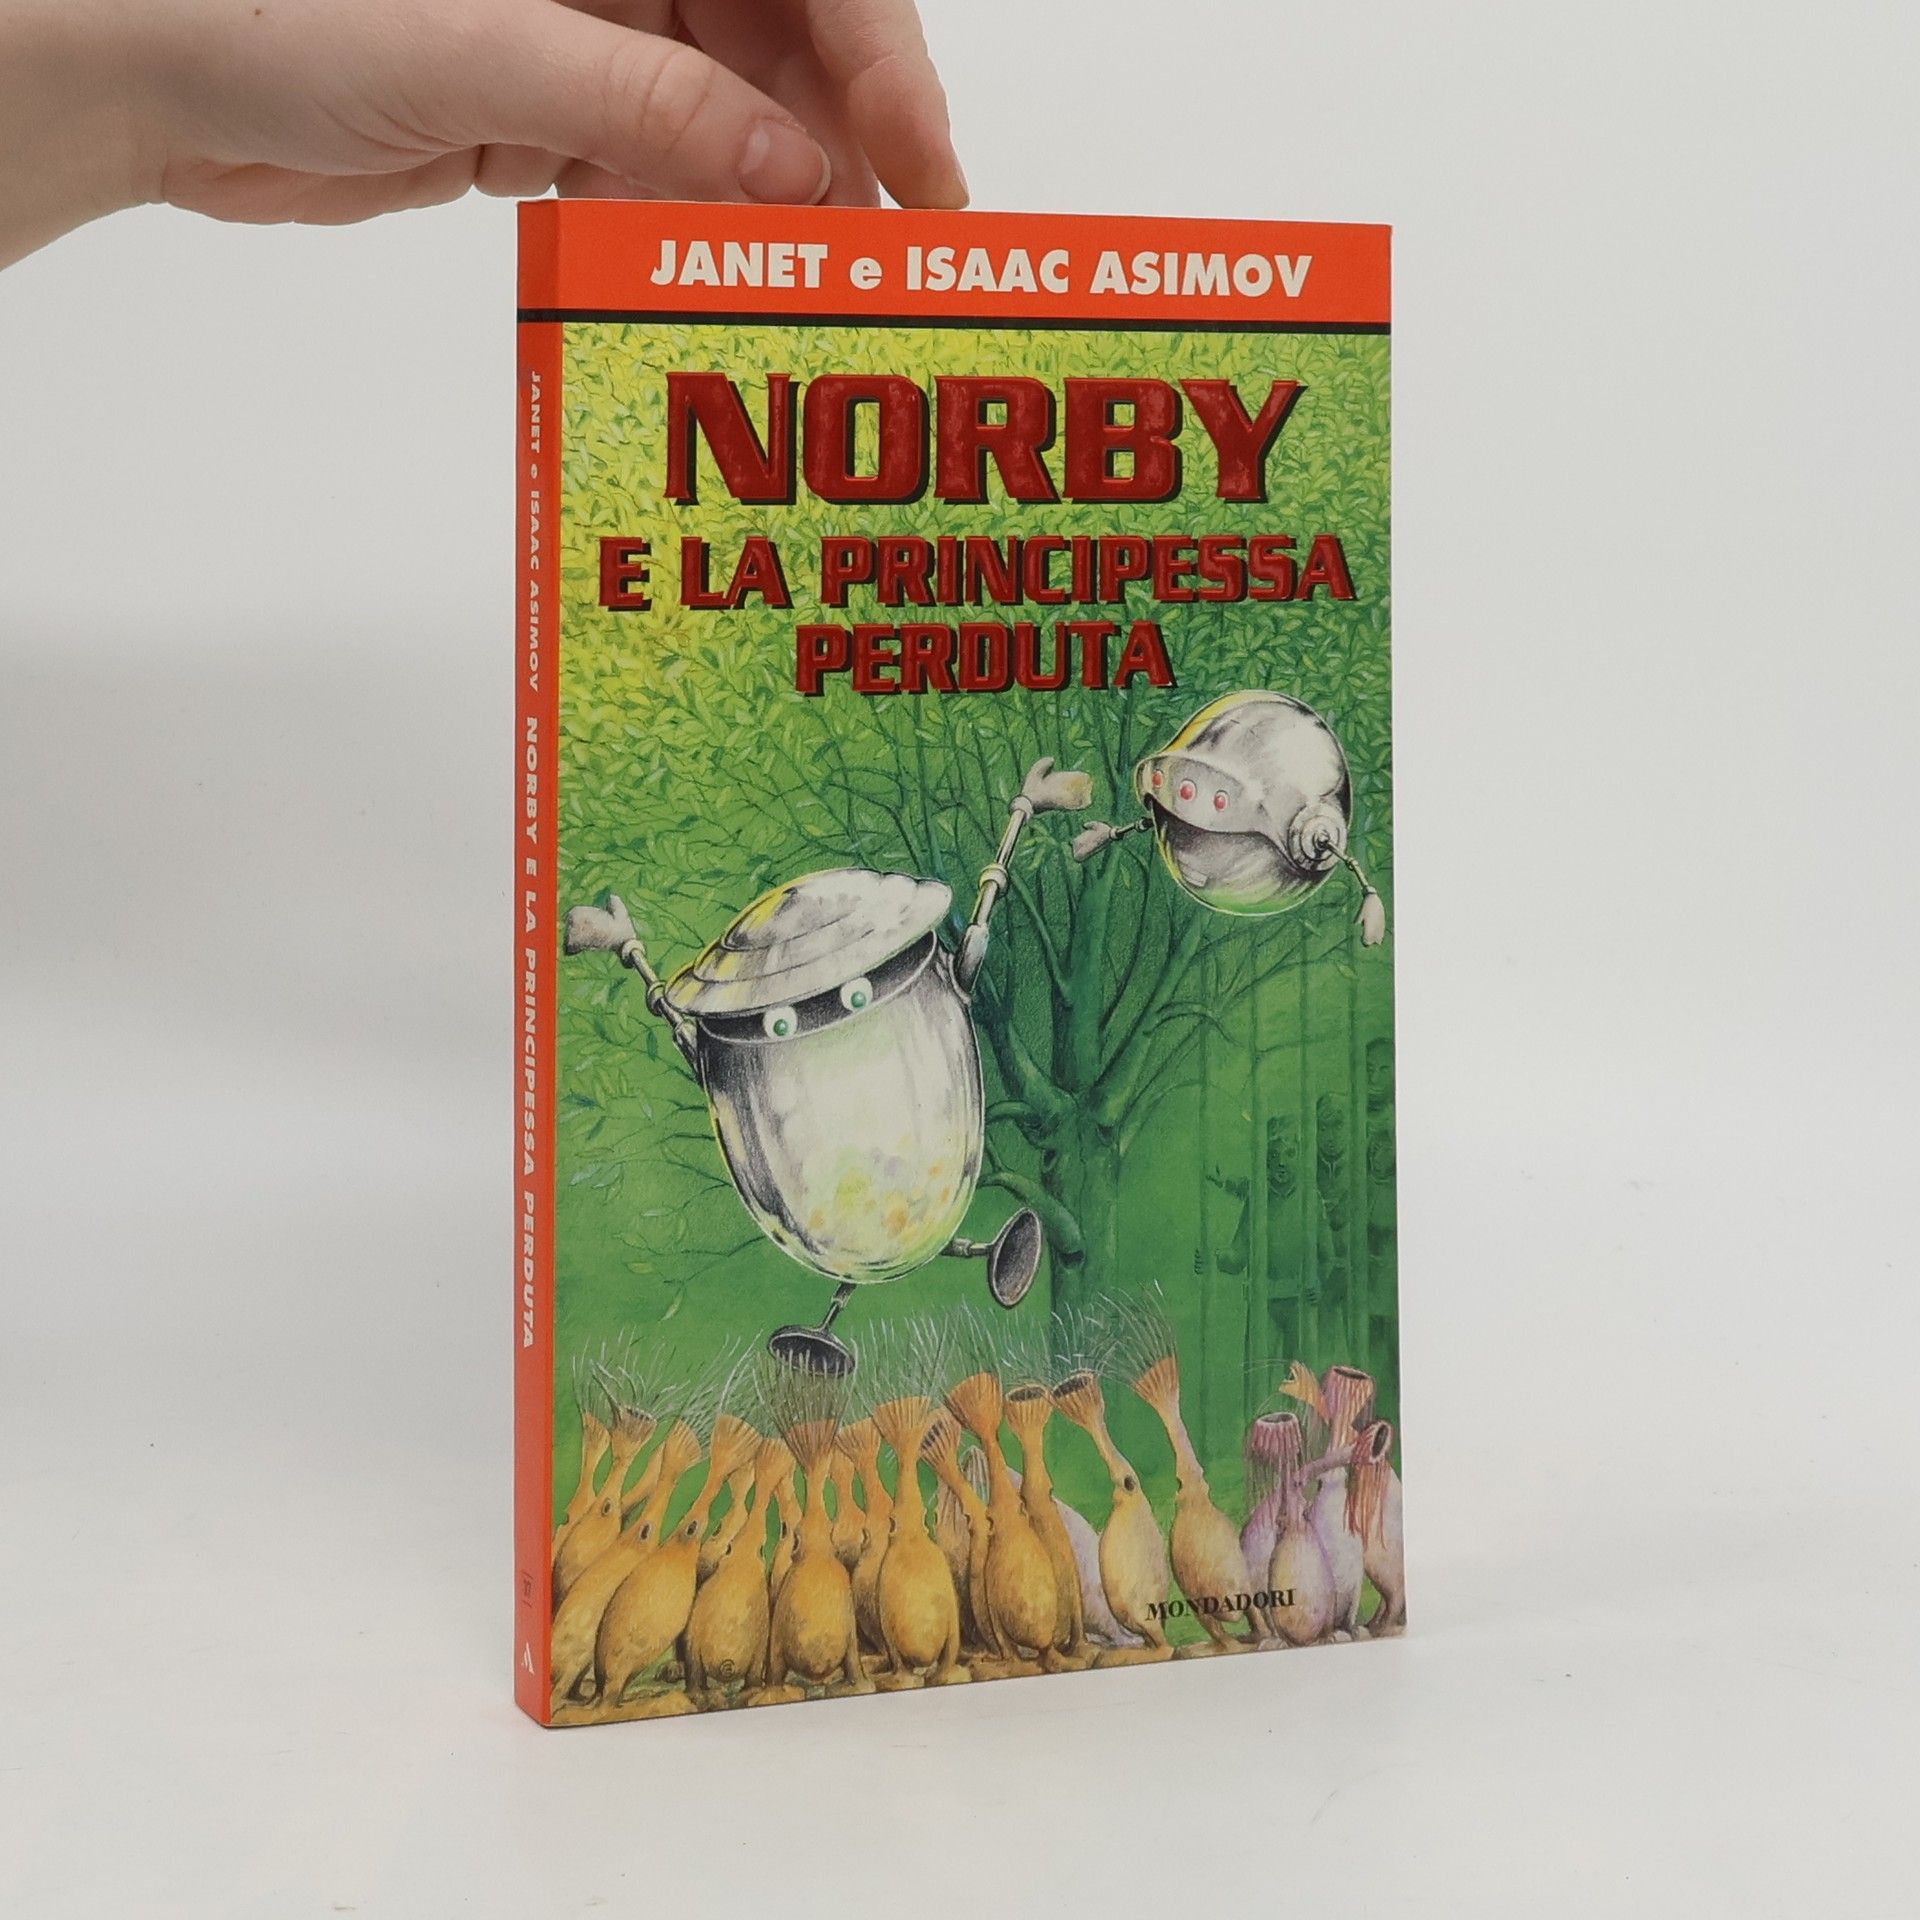 JANET e ISAAC ASIMOV
NORBY
E LA PRINCIPESSA
PERDUTA
MONDADORI
JANET e ISAAC ASIMOV NORBY E LA PRINCIPESSA PERDUTA